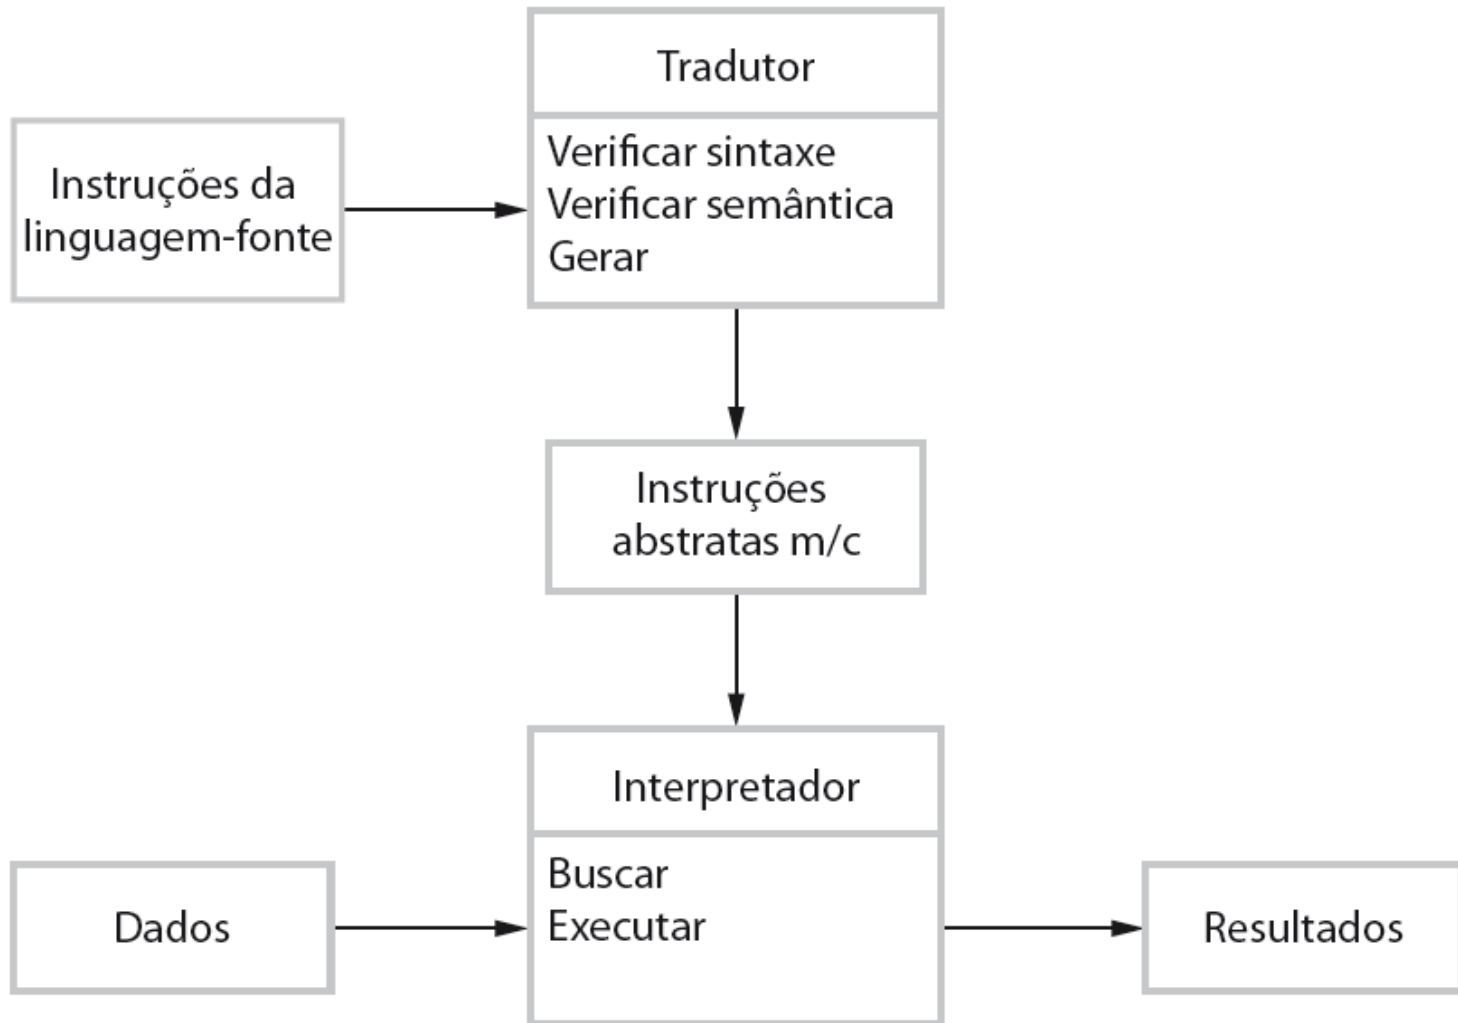 Tradutor
Verificar sintaxe
Verificar semântica
Gerar
Instruções da
linguagem-fonte
Instruções
abstratas m/c
Interpretador
Buscar
Executar
Dados
Resultados